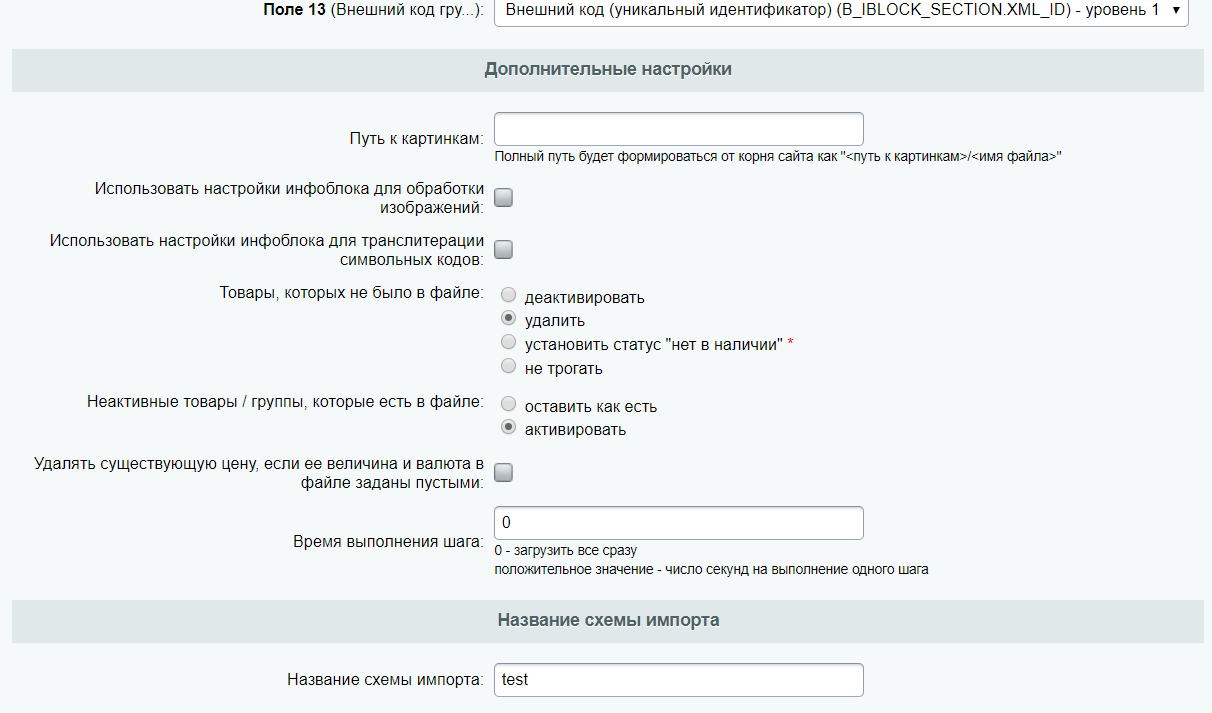 Поле 13 (Внешний код гру...): Внешний код (уникальный идентификатор) (B_IBLOCK_SECTION.XML_ID) - уровень 1
Дополнительные настройки
Путь к картинкам:
Полный путь будет формироваться от корня сайта как "<путь к картинкам>/<имя файла>"
Использовать настройки инфоблока для обработки
изображений:
Использовать настройки инфоблока для транслитерации
символьных кодов:
Товары, которых не было в файле:
деактивировать
удалить
установить статус "нет в наличии" *
не трогать
Неактивные товары / группы, которые есть в файле:
оставить как есть
активировать
Удалять существующую цену, если ее величина и валюта в
файле заданы пустыми:
Время выполнения шага: 0
0 - загрузить все сразу
положительное значение - число секунд на выполнение одного шага
Название схемы импорта
Название схемы импорта: test